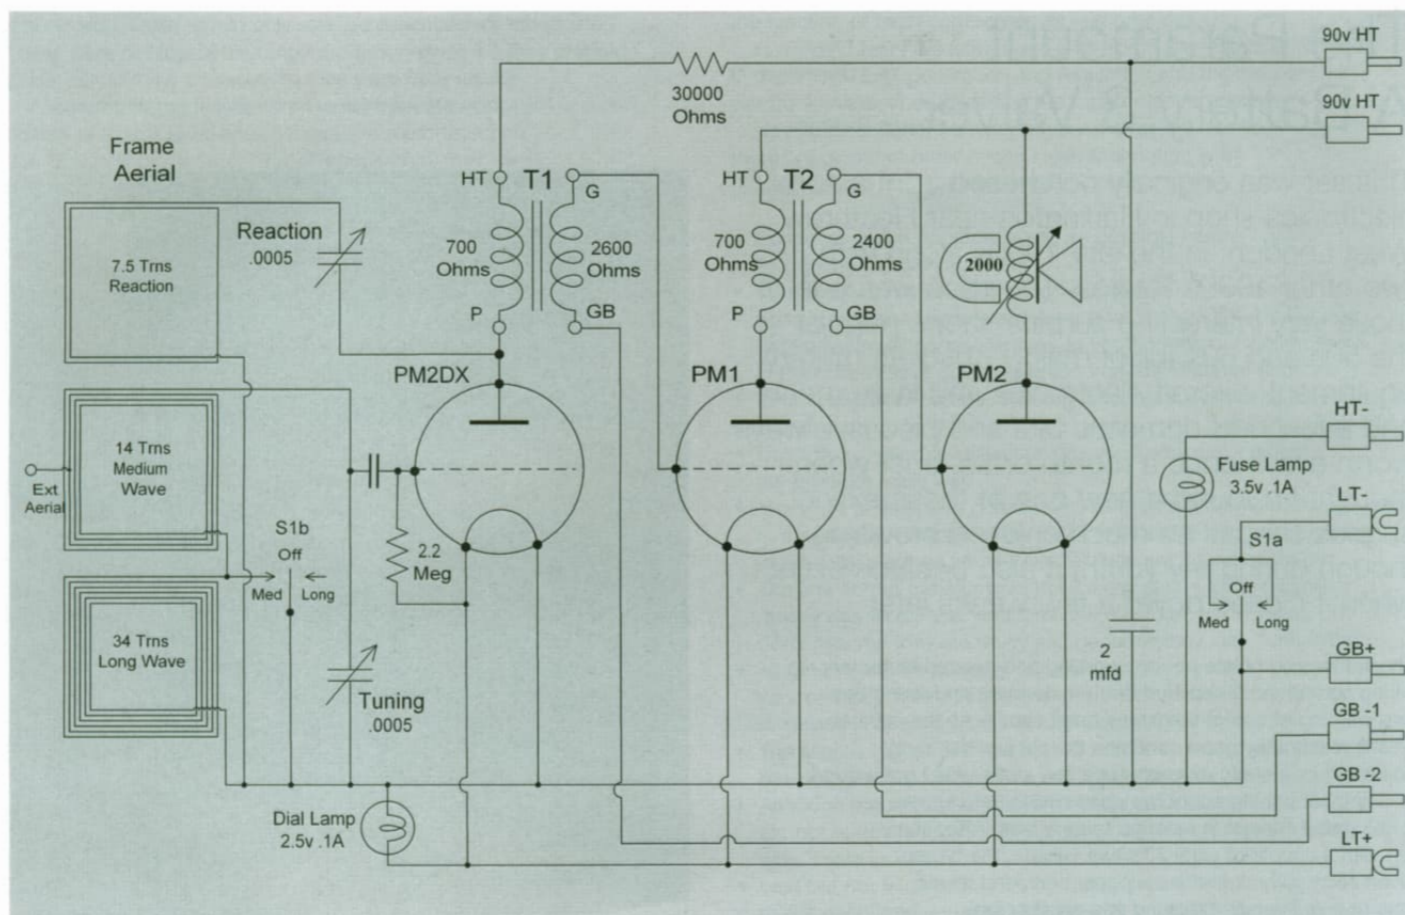 90v HT
30000
Ohms
90v HT
Frame
Aerial
HT
T1
G
HT
T2
G
Reaction
.0005
7.5 Trns
Reaction
700
Ohms
2600
Ohms
700
Ohms
2400
Ohms
2000
P
GB
P
GB
PM2DX
PM1
PM2
HT-
14 Trns
Medium
Wave
Fuse Lamp
3.5v .1A
Ext
Aerial
LT-
S1b
Off
Med
Long
2.2
Meg
S1a
Off
Med
Long
34 Trns
Long Wave
2
mfd
GB+
Tuning
.0005
GB -1
GB -2
Dial Lamp
2.5v .1A
LT+